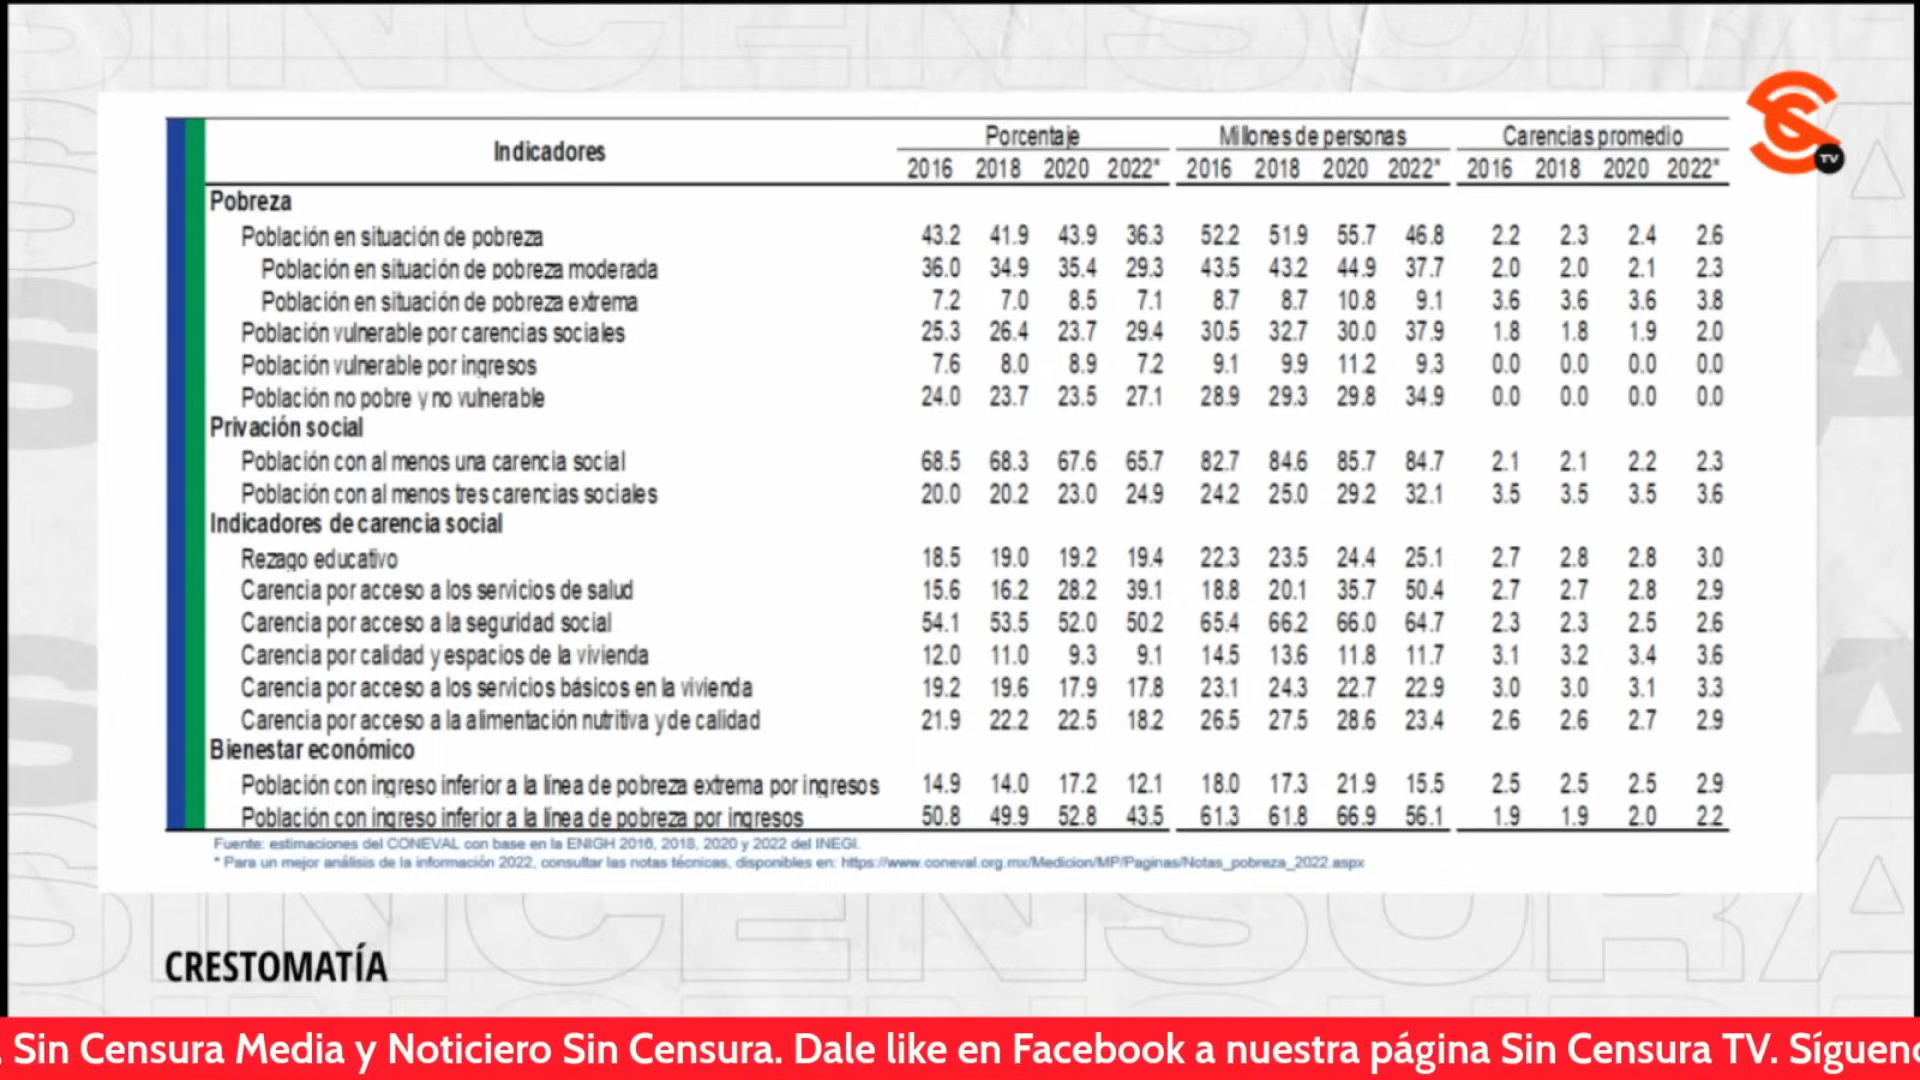 Indicadores Porcentaje Millones de personas Carencias promedio
2016 2018 2020 2022* 2016 2018 2020 2022* 2016 2018 2020 2022*
Pobreza
Población en situación de pobreza 43.2 41.9 43.9 36.3 52.2 51.9 55.7 46.8 2.2 2.3 2.4 2.6
Población en situación de pobreza moderada 36.0 34.9 35.4 29.3 43.5 43.2 44.9 37.7 2.0 2.0 2.1 2.3
Población en situación de pobreza extrema 7.2 7.0 8.5 7.1 8.7 8.7 10.8 9.1 3.6 3.6 3.6 3.8
Población vulnerable por carencias sociales 25.3 26.4 23.7 29.4 30.5 32.7 30.0 37.9 1.8 1.8 1.9 2.0
Población vulnerable por ingresos 7.6 8.0 8.9 7.2 9.1 9.9 11.2 9.3 0.0 0.0 0.0 0.0
Población no pobre y no vulnerable 24.0 23.7 23.5 27.1 28.9 29.3 29.8 34.9 0.0 0.0 0.0 0.0
Privación social
Población con al menos una carencia social 68.5 68.3 67.6 65.7 82.7 84.6 85.7 84.7 2.1 2.1 2.2 2.3
Población con al menos tres carencias sociales 20.0 20.2 23.0 24.9 24.2 25.0 29.2 32.1 3.5 3.5 3.5 3.6
Indicadores de carencia social
Rezago educativo 18.5 19.0 19.2 19.4 22.3 23.5 24.4 25.1 2.7 2.8 2.8 3.0
Carencia por acceso a los servicios de salud 15.6 16.2 28.2 39.1 18.8 20.1 35.7 50.4 2.7 2.7 2.8 2.9
Carencia por acceso a la seguridad social 54.1 53.5 52.0 50.2 65.4 66.2 66.0 64.7 2.3 2.3 2.5 2.6
Carencia por calidad y espacios de la vivienda 12.0 11.0 9.3 9.1 14.5 13.6 11.8 11.7 3.1 3.2 3.4 3.6
Carencia por acceso a los servicios básicos en la vivienda 19.2 19.6 17.9 17.8 23.1 24.3 22.7 22.9 3.0 3.0 3.1 3.3
Carencia por acceso a la alimentación nutritiva y de calidad 21.9 22.2 22.5 18.2 26.5 27.5 28.6 23.4 2.6 2.6 2.7 2.9
Bienestar económico
Población con ingreso inferior a la línea de pobreza extrema por ingresos 14.9 14.0 17.2 12.1 18.0 17.3 21.9 15.5 2.5 2.5 2.5 2.9
Población con ingreso inferior a la línea de pobreza por ingresos 50.8 49.9 52.8 43.5 61.3 61.8 66.9 56.1 1.9 1.9 2.0 2.2
Fuente: estimaciones del CONEVAL con base en la ENIGH 2016, 2018, 2020 y 2022 del INEGI.
* Para un mejor análisis de la información 2022, consultar las notas técnicas, disponibles en: https://www.coneval.org.mx/Medicion/MP/Paginas/Notas_pobreza_2022.aspx
TV
CRESTOMATÍA
. Sin Censura Media y Noticiero Sin Censura. Dale like en Facebook a nuestra página Sin Censura TV. Síguen